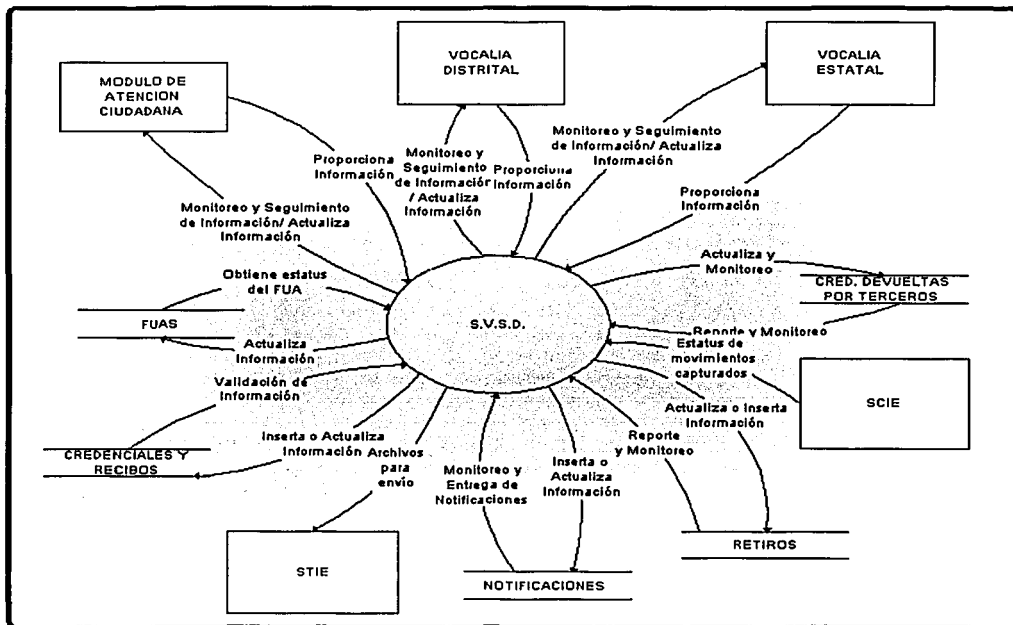 MODULO DE
ATENCION
CIUDADANA
VOCALIA
DISTRITAL
VOCALIA
ESTATAL
Proporciona
Información
Monitoreo y
Seguimiento
de Información
/ Actualiza
Información
Proporciona
Información
Monitoreo y Seguimiento
de Información/ Actualiza
Información
Proporciona
Información
Monitoreo y Seguimiento
de Información/ Actualiza
Información
Actualiza y
Monitoreo
CRED. DEVUELTAS
POR TERCEROS
Obtiene estatus
del FUA
FUAS
S.V.S.D.
Reporte y Monitoreo
Estatus de
movimientos
capturados
SCIE
Actualiza
Información
Validación de
Información
Actualiza o Inserta
Información
CREDENCIALES Y
RECIBOS
Inserta o Actualiza
Información
Archivos
para
envío
Monitoreo y
Entrega de
Notificaciones
Inserta o
Actualiza
Información
Reporte
y Monitoreo
RETIROS
STIE
NOTIFICACIONES